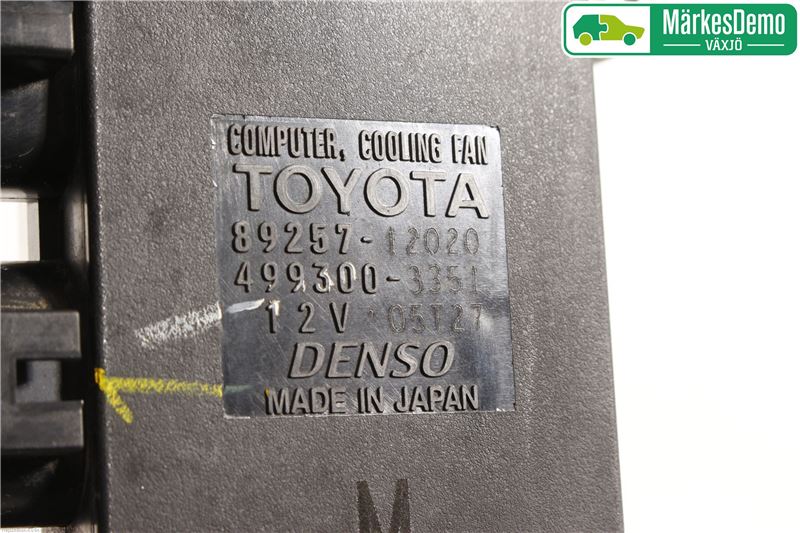 MärkesDemo
VÄXJÖ
COMPUTER, COOLING FAN
TOYOTA
89257-12020
499300-3351
12V 05T27
DENSO
MADE IN JAPAN
M